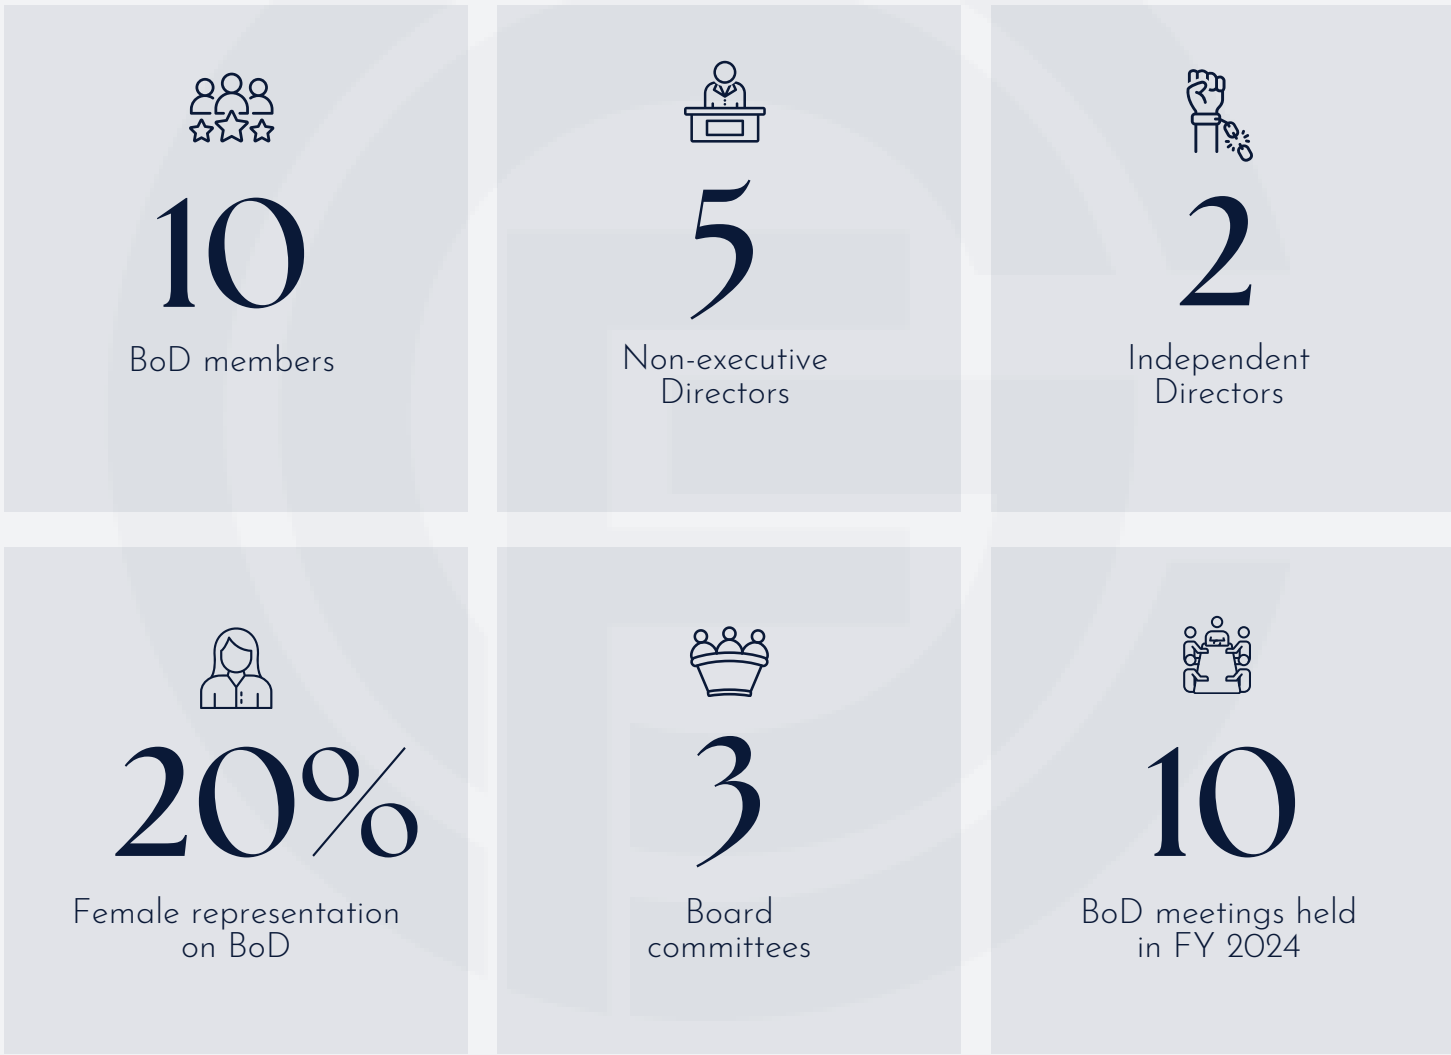 10
BoD members
5
Non-executive
Directors
2
Independent
Directors
20%
Female representation
on BoD
3
Board
committees
10
BoD meetings held
in FY 2024